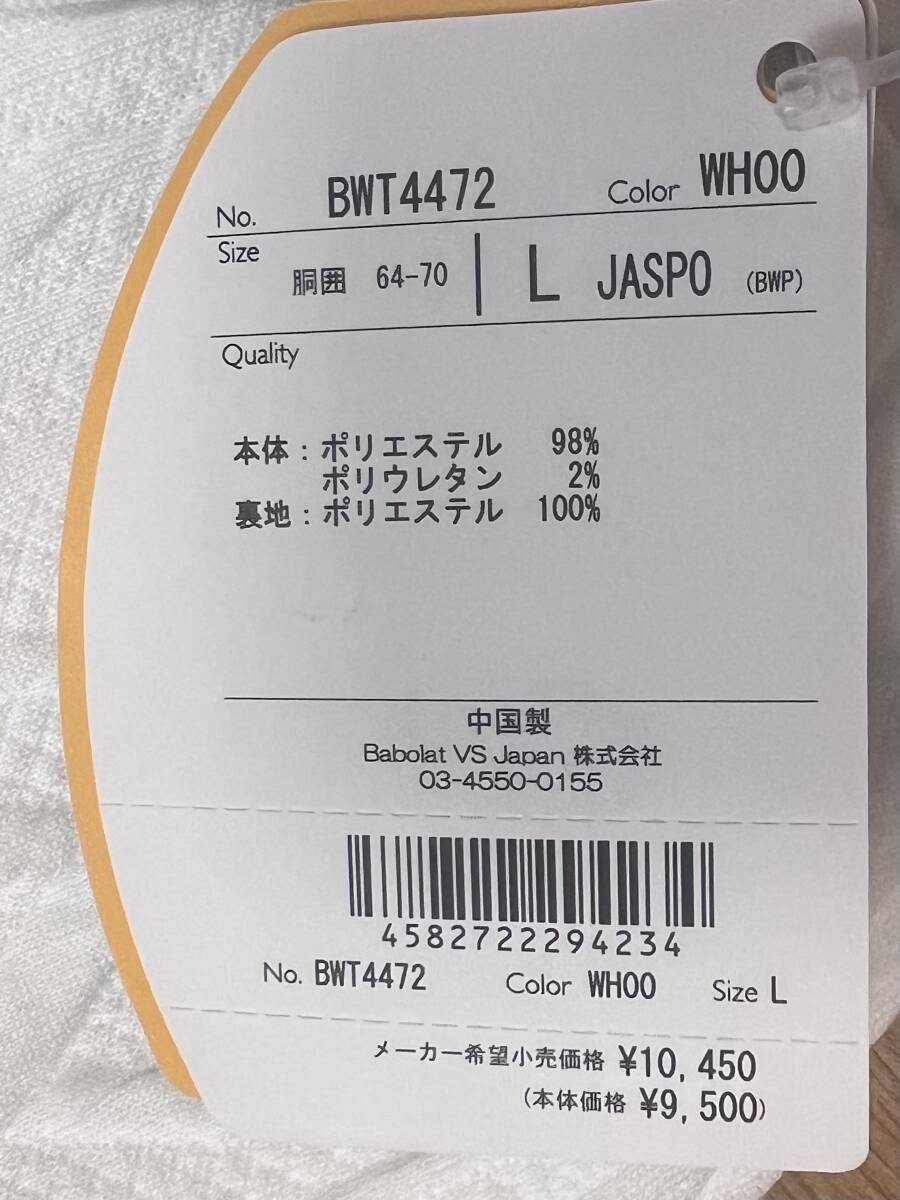 No. BWT4472 Color WH00
Size
胴囲 64-70 L JASPO (BWP)
Quality
本体：ポリエステル 98%
ポリウレタン 2%
裏地：ポリエステル 100%
中国製
Babolat VS Japan 株式会社
03-4550-0155
4582722294234
No. BWT4472 Color WH00 Size L
メーカー希望小売価格 ¥10,450
(本体価格 ¥9,500)